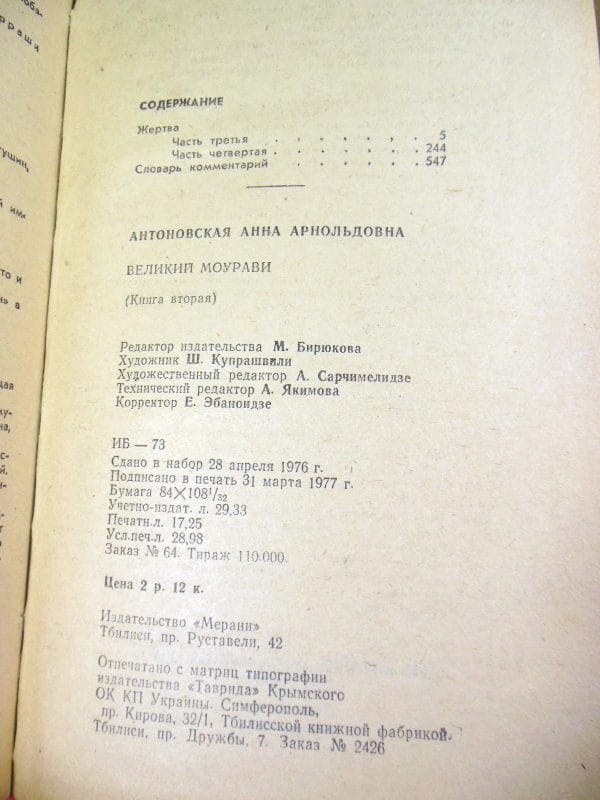 СОДЕРЖАНИЕ
Жертва
Часть третья . . . . . . . 5
Часть четвертая . . . . . . . 244
Словарь комментарий . . . . . . 547
АНТОНОВСКАЯ АННА АРНОЛЬДОВНА
ВЕЛИКИЙ МОУРАВИ
(Книга вторая)
Редактор издательства М. Бирюкова
Художник Ш. Купрашвили
Художественный редактор А. Сарчимелидзе
Технический редактор А. Якимова
Корректор Е. Эбаноидзе
ИБ — 73
Сдано в набор 28 апреля 1976 г.
Подписано в печать 31 марта 1977 г.
Бумага 84×108¹/₃₂
Учетно-издат. л. 29,33
Печатн.л. 17,25
Усл.печ.л. 28,98
Заказ № 64. Тираж 110.000.
Цена 2 р. 12 к.
Издательство «Мерани»
Тбилиси, пр. Руставели, 42
Отпечатано с матриц типографии
издательства «Таврида» Крымского
ОК КП Украины. Симферополь,
пр. Кирова, 32/1, Тбилисской книжной фабрикой.
Тбилиси, пр. Дружбы, 7. Заказ № 2426